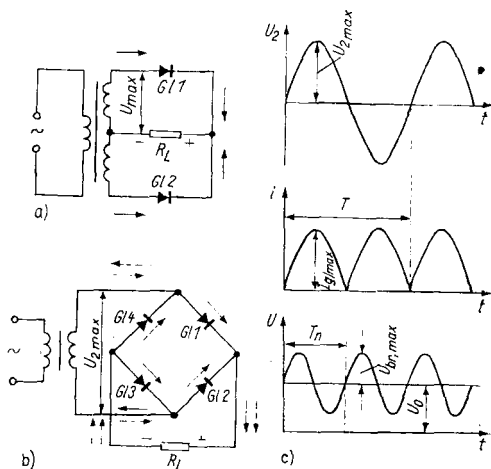 a)
Umax
Gl1
− RL +
Gl2
~
b)
U2max
Gl4
Gl1
Gl3
Gl2
− RL +
~
c)
U2
U2max
t
i
T
igl max
t
U
Tn
Ubr,max
U0
t